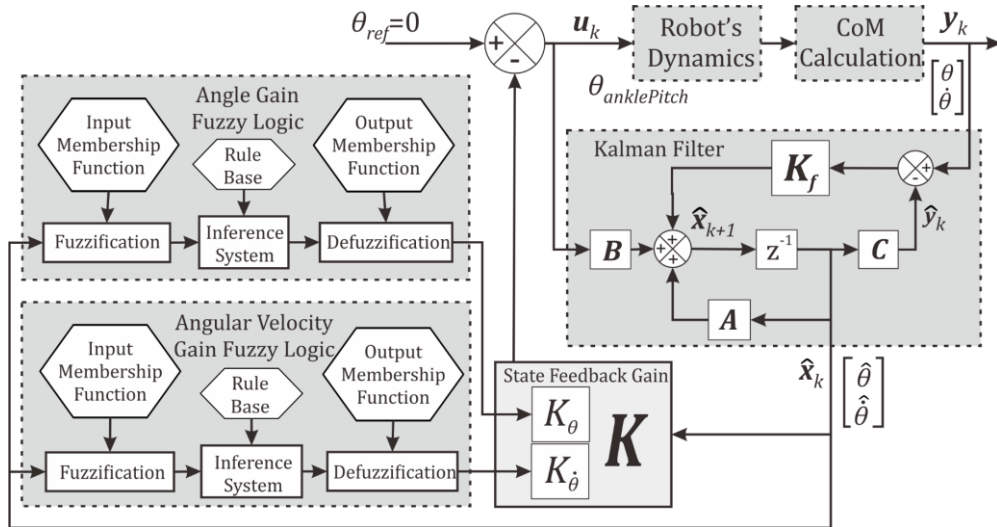 θref=0
+
-
uk
Robot's
Dynamics
θanklePitch
CoM
Calculation
yk
[θ
θ̇]
Angle Gain
Fuzzy Logic
Input
Membership
Function
Rule
Base
Output
Membership
Function
Fuzzification
Inference
System
Defuzzification
Kalman Filter
Kf
+
-
ŷk
x̂k+1
B
+
+
+
z-1
C
A
x̂k
[θ̂
θ̇̂]
Angular Velocity
Gain Fuzzy Logic
Input
Membership
Function
Rule
Base
Output
Membership
Function
Fuzzification
Inference
System
Defuzzification
State Feedback Gain
Kθ
Kθ̇
K